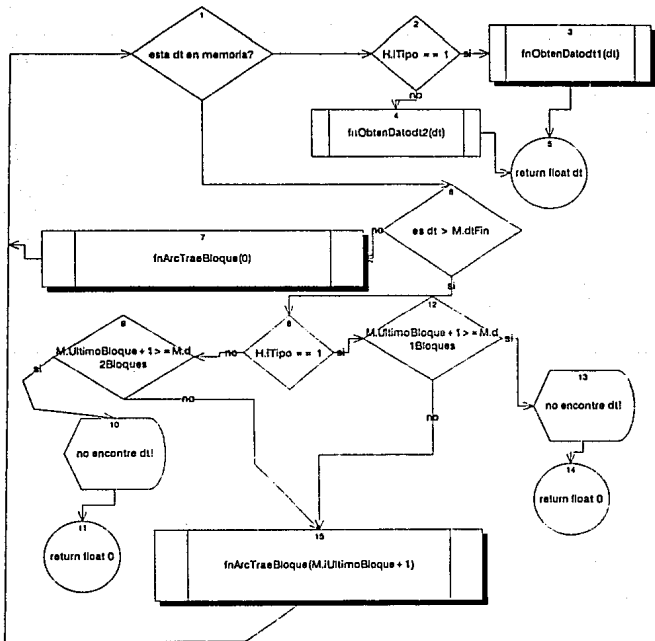 1
esta dt en memoria?
2
H.lTipo == 1
si
3
fnObtenDatodt1(dt)
no
4
fnObtenDatodt2(dt)
5
return float dt
6
es dt > M.dtFin
no
7
fnArcTraeBloque(0)
si
8
H.lTipo == 1
no
si
9
M.UltimoBloque + 1 >= M.d
2Bloques
si
no
10
no encontre dt!
11
return float 0
12
M.UltimoBloque + 1 >= M.d
1Bloques
si
no
13
no encontre dt!
14
return float 0
15
fnArcTraeBloque(M.iUltimoBloque + 1)